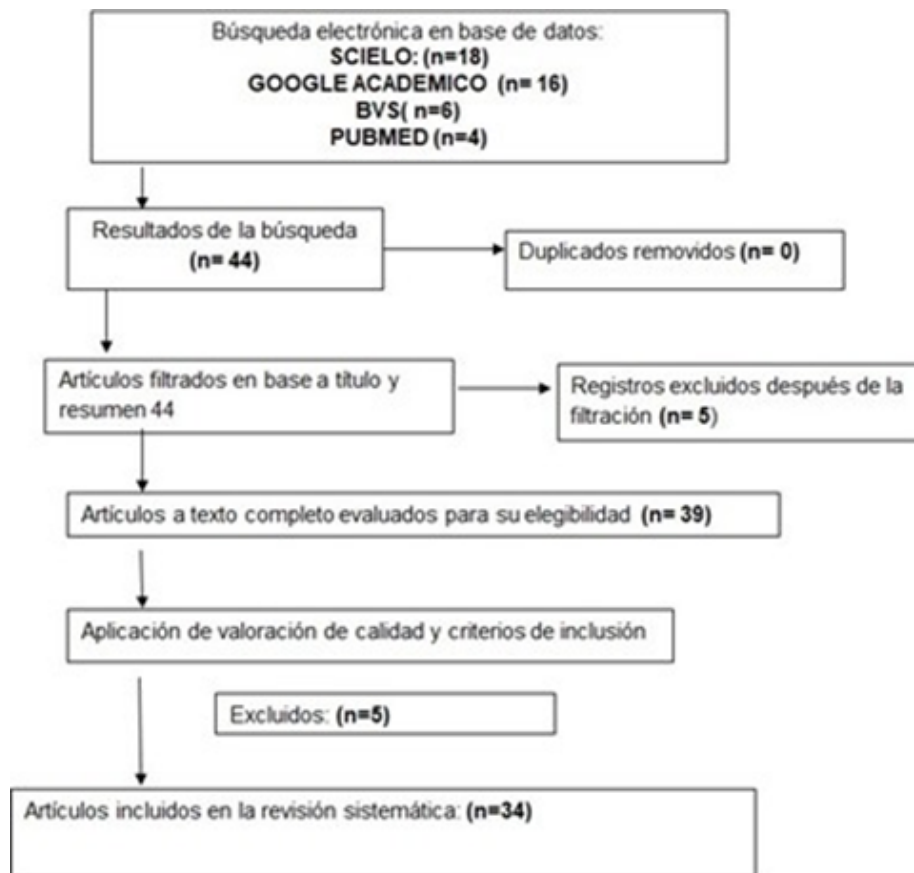 Búsqueda electrónica en base de datos:
SCIELO: (n=18)
GOOGLE ACADEMICO (n= 16)
BVS( n=6)
PUBMED (n=4)
Resultados de la búsqueda
(n= 44)
Duplicados removidos (n= 0)
Artículos filtrados en base a título y
resumen 44
Registros excluidos después de la
filtración (n= 5)
Artículos a texto completo evaluados para su elegibilidad (n= 39)
Aplicación de valoración de calidad y criterios de inclusión
Excluidos: (n=5)
Artículos incluidos en la revisión sistemática: (n=34)